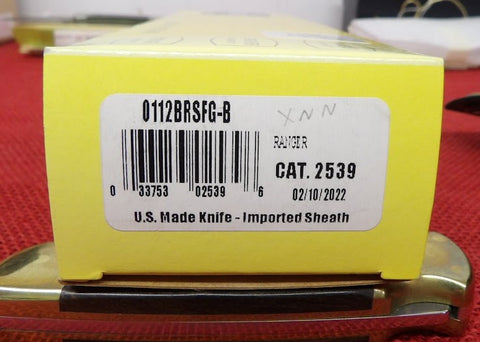 0112BRSFG-B
XNN
RANGER
CAT. 2539
0 33753 02539 6
02/10/2022
U.S. Made Knife - Imported Sheath